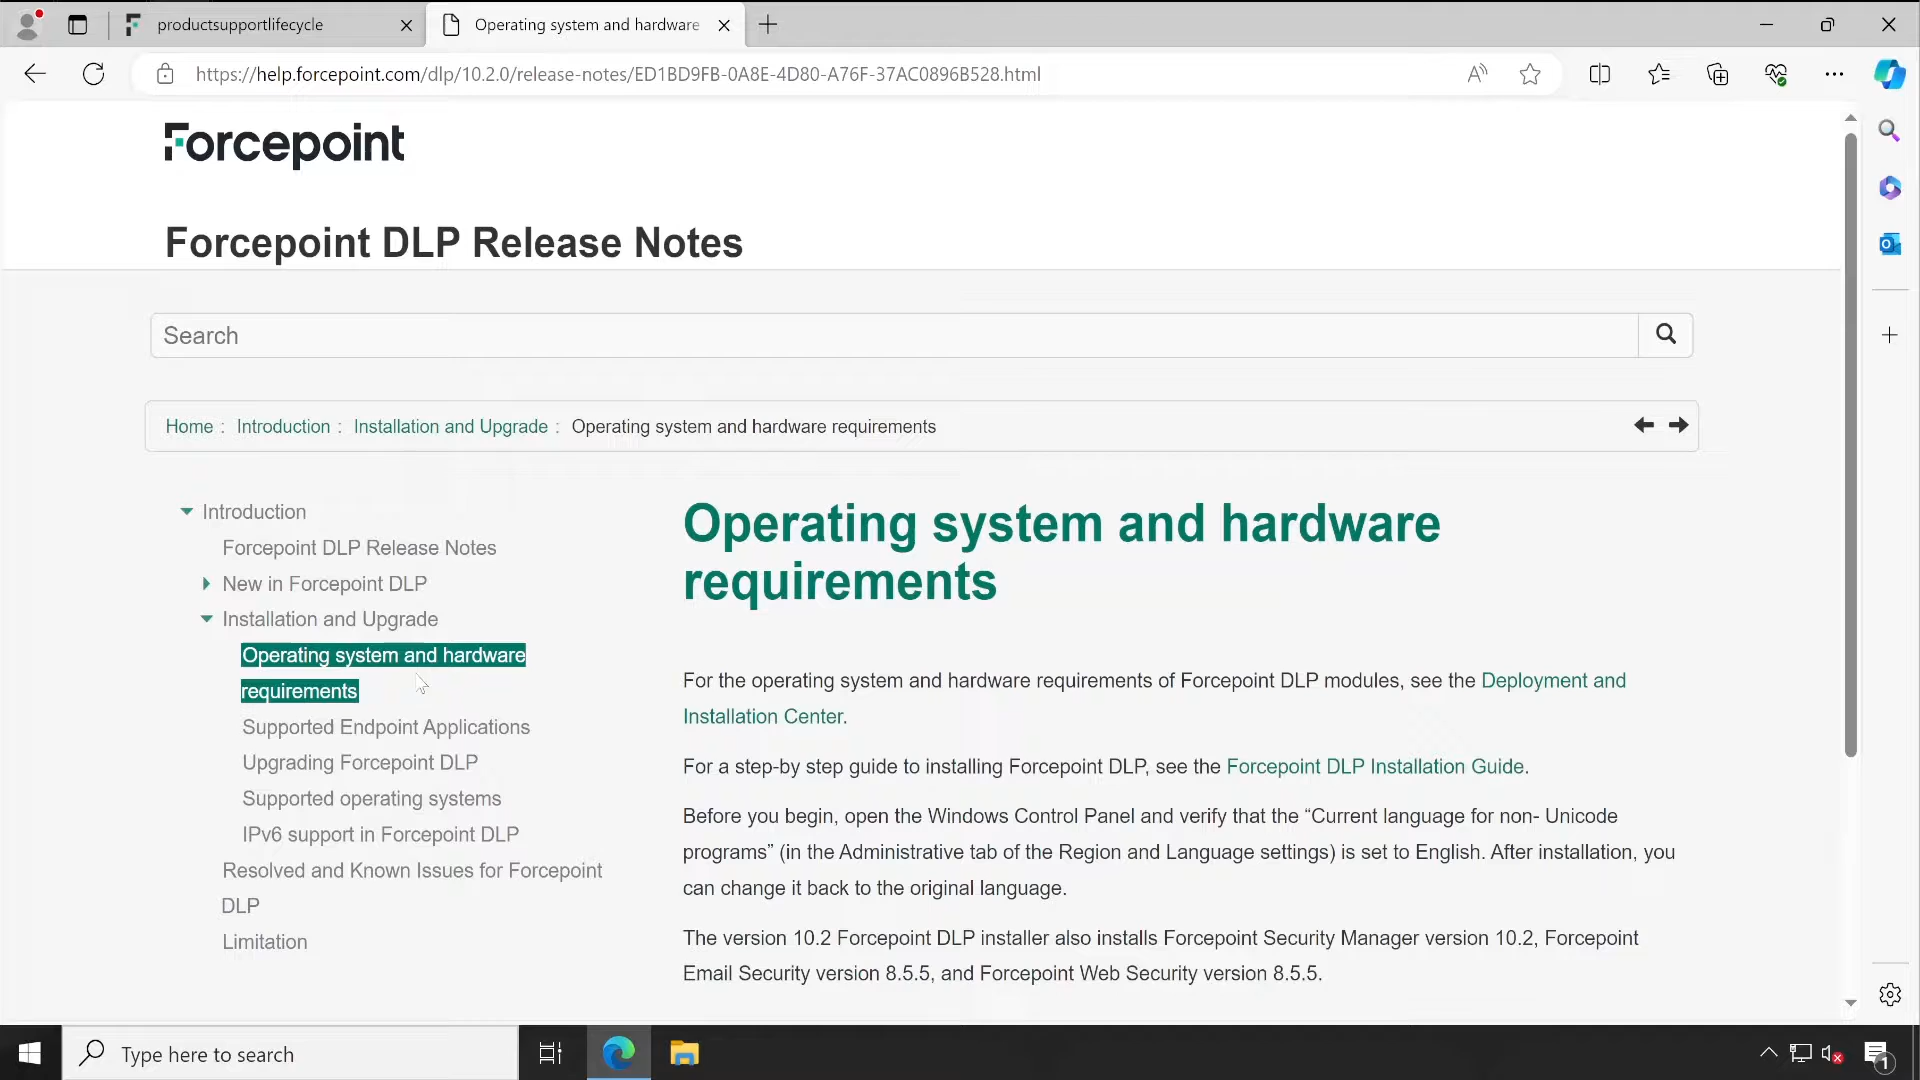 productsupportlifecycle
Operating system and hardware
https://help.forcepoint.com/dlp/10.2.0/release-notes/ED1BD9FB-0A8E-4D80-A76F-37AC0896B528.html
Forcepoint
Forcepoint DLP Release Notes
Search
Home : Introduction : Installation and Upgrade : Operating system and hardware requirements
Introduction
Forcepoint DLP Release Notes
New in Forcepoint DLP
Installation and Upgrade
Operating system and hardware
requirements
Supported Endpoint Applications
Upgrading Forcepoint DLP
Supported operating systems
IPv6 support in Forcepoint DLP
Resolved and Known Issues for Forcepoint
DLP
Limitation
Operating system and hardware
requirements
For the operating system and hardware requirements of Forcepoint DLP modules, see the Deployment and
Installation Center.
For a step-by step guide to installing Forcepoint DLP, see the Forcepoint DLP Installation Guide.
Before you begin, open the Windows Control Panel and verify that the “Current language for non- Unicode
programs” (in the Administrative tab of the Region and Language settings) is set to English. After installation, you
can change it back to the original language.
The version 10.2 Forcepoint DLP installer also installs Forcepoint Security Manager version 10.2, Forcepoint
Email Security version 8.5.5, and Forcepoint Web Security version 8.5.5.
Type here to search
1